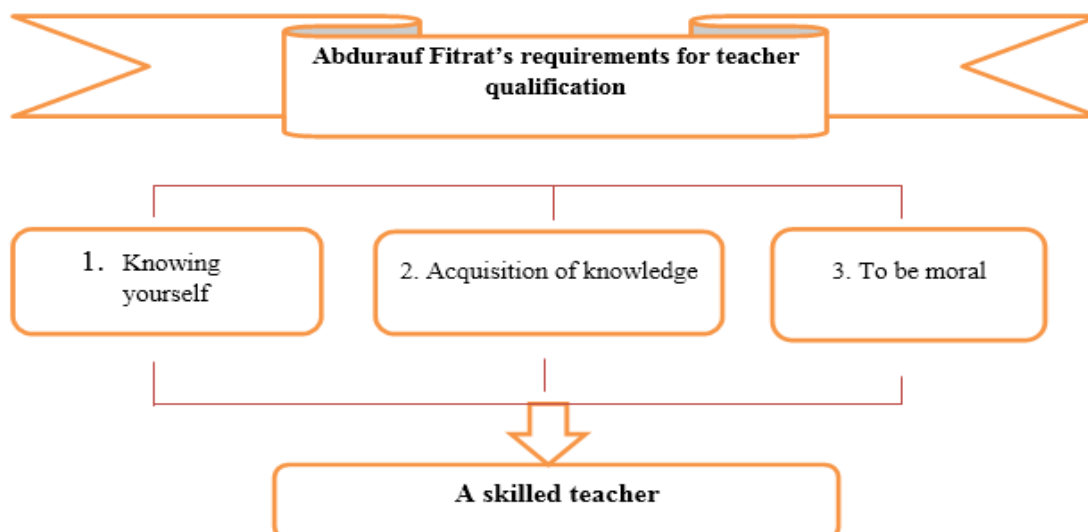 Abdurauf Fitrat’s requirements for teacher
qualification
1. Knowing
yourself
2. Acquisition of knowledge
3. To be moral
A skilled teacher